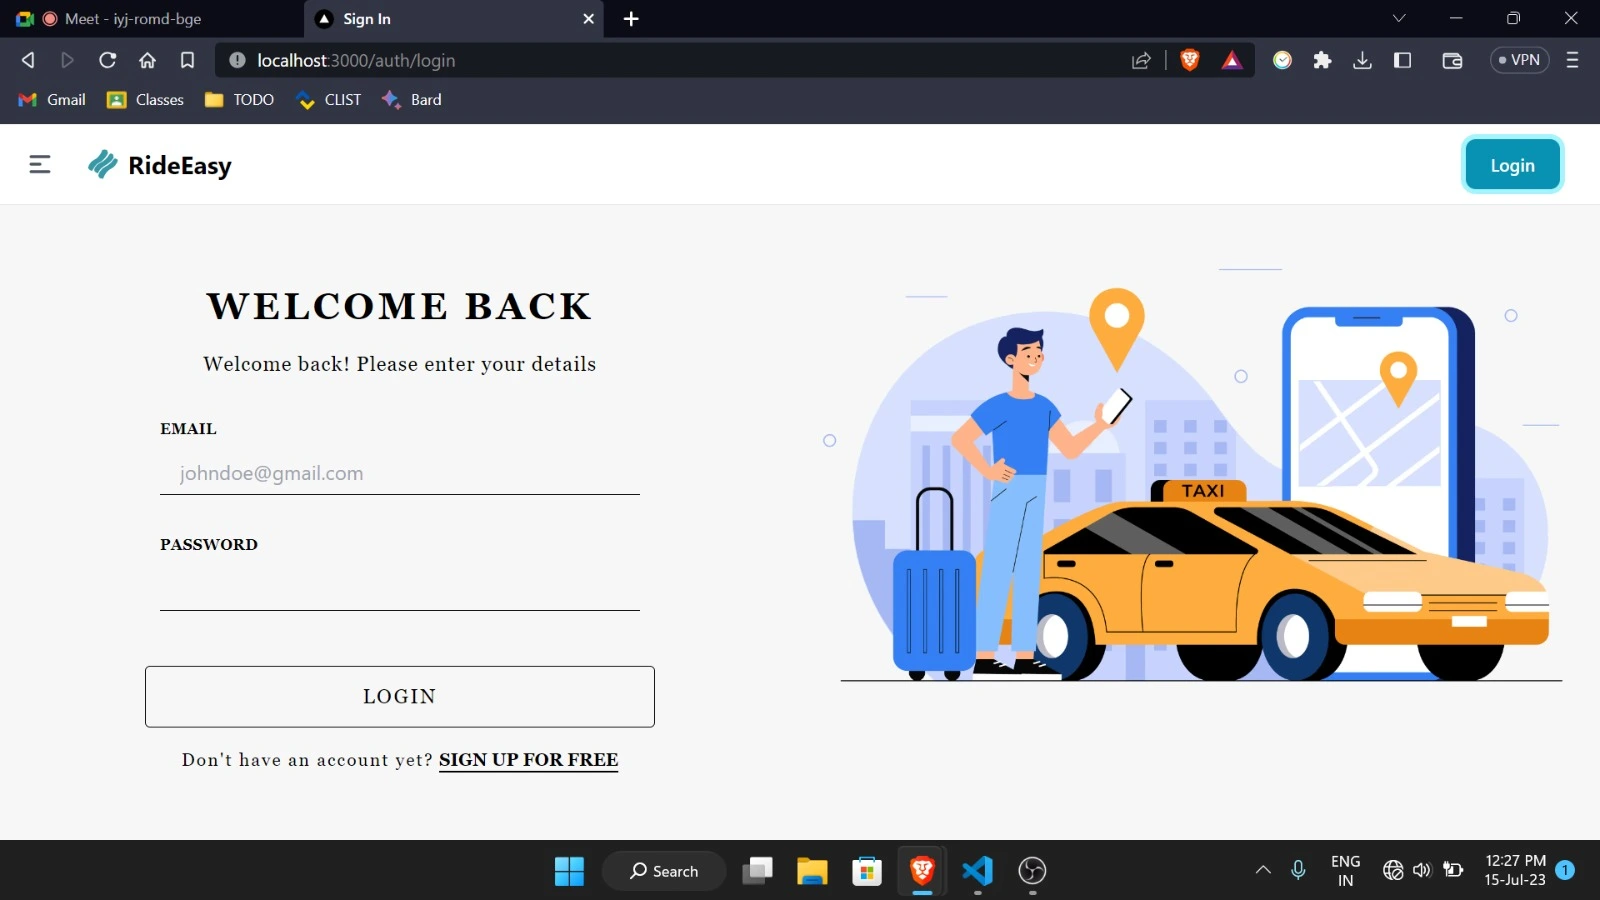 Meet - iyj-romd-bge
Sign In
localhost:3000/auth/login
VPN
Gmail
Classes
TODO
CLIST
Bard
RideEasy
Login
WELCOME BACK
Welcome back! Please enter your details
EMAIL
johndoe@gmail.com
PASSWORD
LOGIN
Don't have an account yet? SIGN UP FOR FREE
TAXI
Search
ENG
IN
12:27 PM
15-Jul-23
1